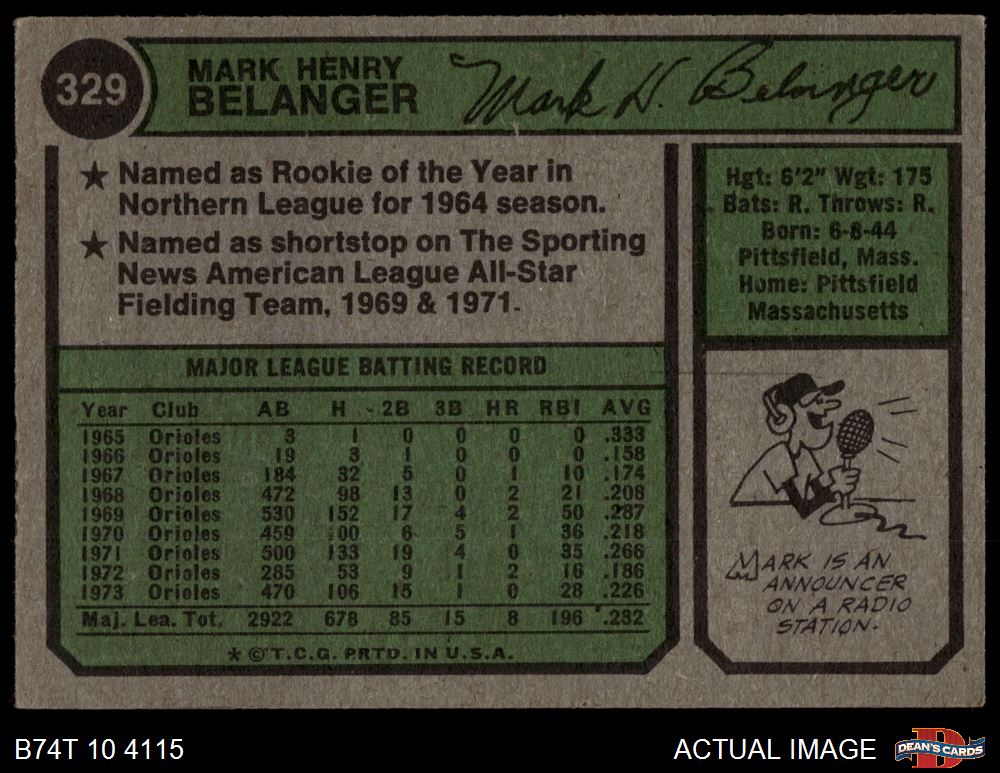 329
MARK HENRY
BELANGER
Mark H. Belanger
★ Named as Rookie of the Year in
Northern League for 1964 season.
★ Named as shortstop on The Sporting
News American League All-Star
Fielding Team, 1969 & 1971.
Hgt: 6'2" Wgt: 175
Bats: R. Throws: R.
Born: 6-8-44
Pittsfield, Mass.
Home: Pittsfield
Massachusetts
MAJOR LEAGUE BATTING RECORD
Year Club AB H 2B 3B HR RBI AVG
1965 Orioles 3 1 0 0 0 0 .333
1966 Orioles 19 3 1 0 0 0 .158
1967 Orioles 184 32 5 0 1 10 .174
1968 Orioles 472 98 13 0 2 21 .208
1969 Orioles 530 152 17 4 2 50 .287
1970 Orioles 459 100 6 5 1 36 .218
1971 Orioles 500 133 19 4 0 35 .266
1972 Orioles 285 53 9 1 2 16 .186
1973 Orioles 470 106 15 1 0 28 .226
Maj. Lea. Tot. 2922 678 85 15 8 196 .232
* © T.C.G. PRTD. IN U.S.A.
MARK IS AN
ANNOUNCER
ON A RADIO
STATION.
B74T 10 4115
ACTUAL IMAGE
D
DEAN'S CARDS